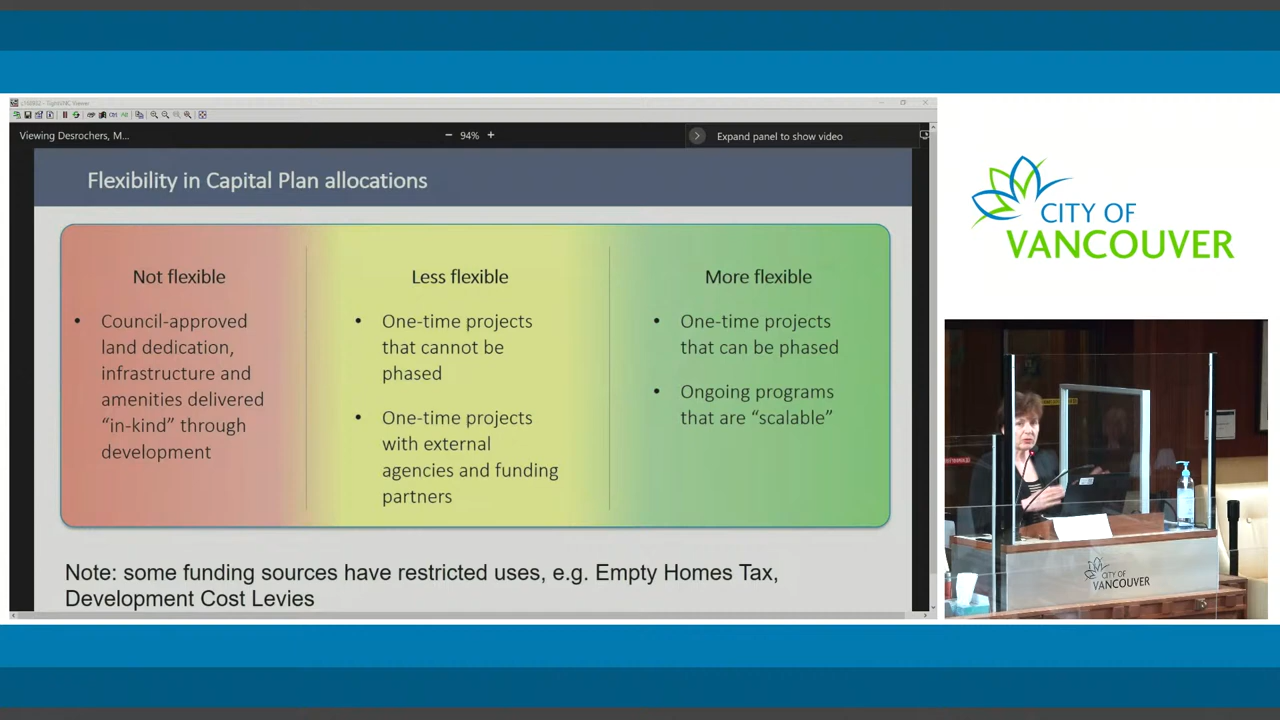 Viewing Desrochers, M...
94%
Expand panel to show video
Flexibility in Capital Plan allocations
Not flexible
• Council-approved
land dedication,
infrastructure and
amenities delivered
“in-kind” through
development
Less flexible
• One-time projects
that cannot be
phased
• One-time projects
with external
agencies and funding
partners
More flexible
• One-time projects
that can be phased
• Ongoing programs
that are “scalable”
Note: some funding sources have restricted uses, e.g. Empty Homes Tax,
Development Cost Levies
CITY OF
VANCOUVER
CITY OF
VANCOUVER